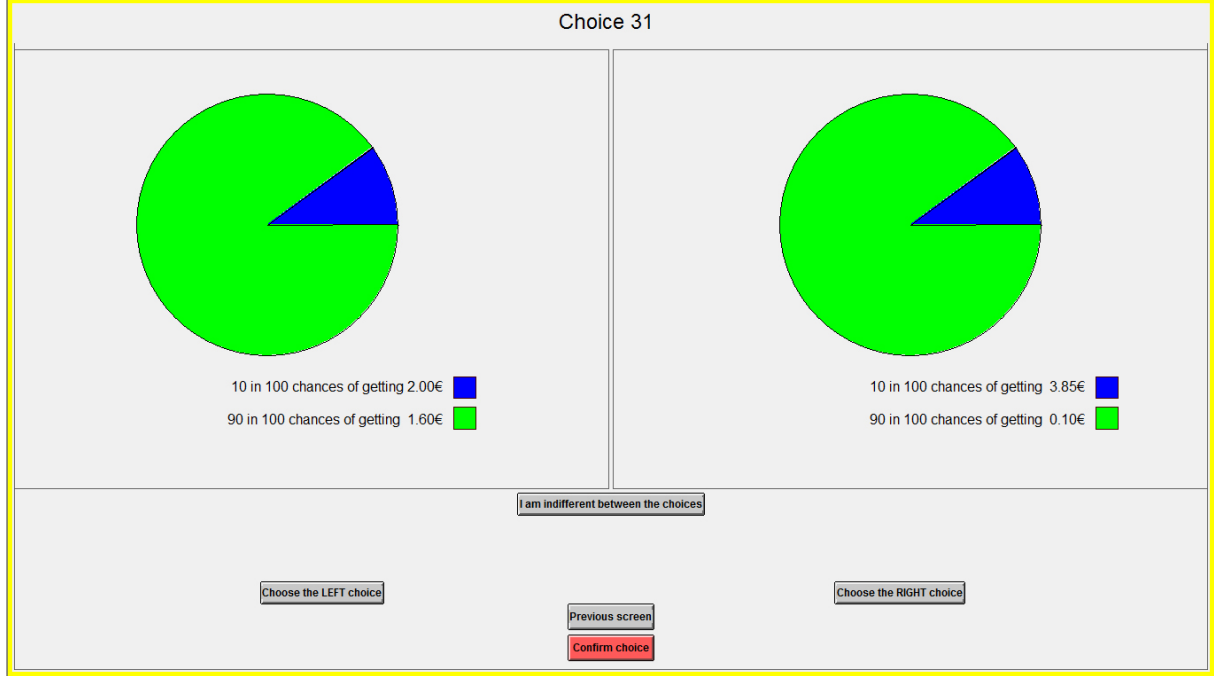 Choice 31
10 in 100 chances of getting 2.00€
90 in 100 chances of getting 1.60€
10 in 100 chances of getting 3.85€
90 in 100 chances of getting 0.10€
I am indifferent between the choices
Choose the LEFT choice
Choose the RIGHT choice
Previous screen
Confirm choice